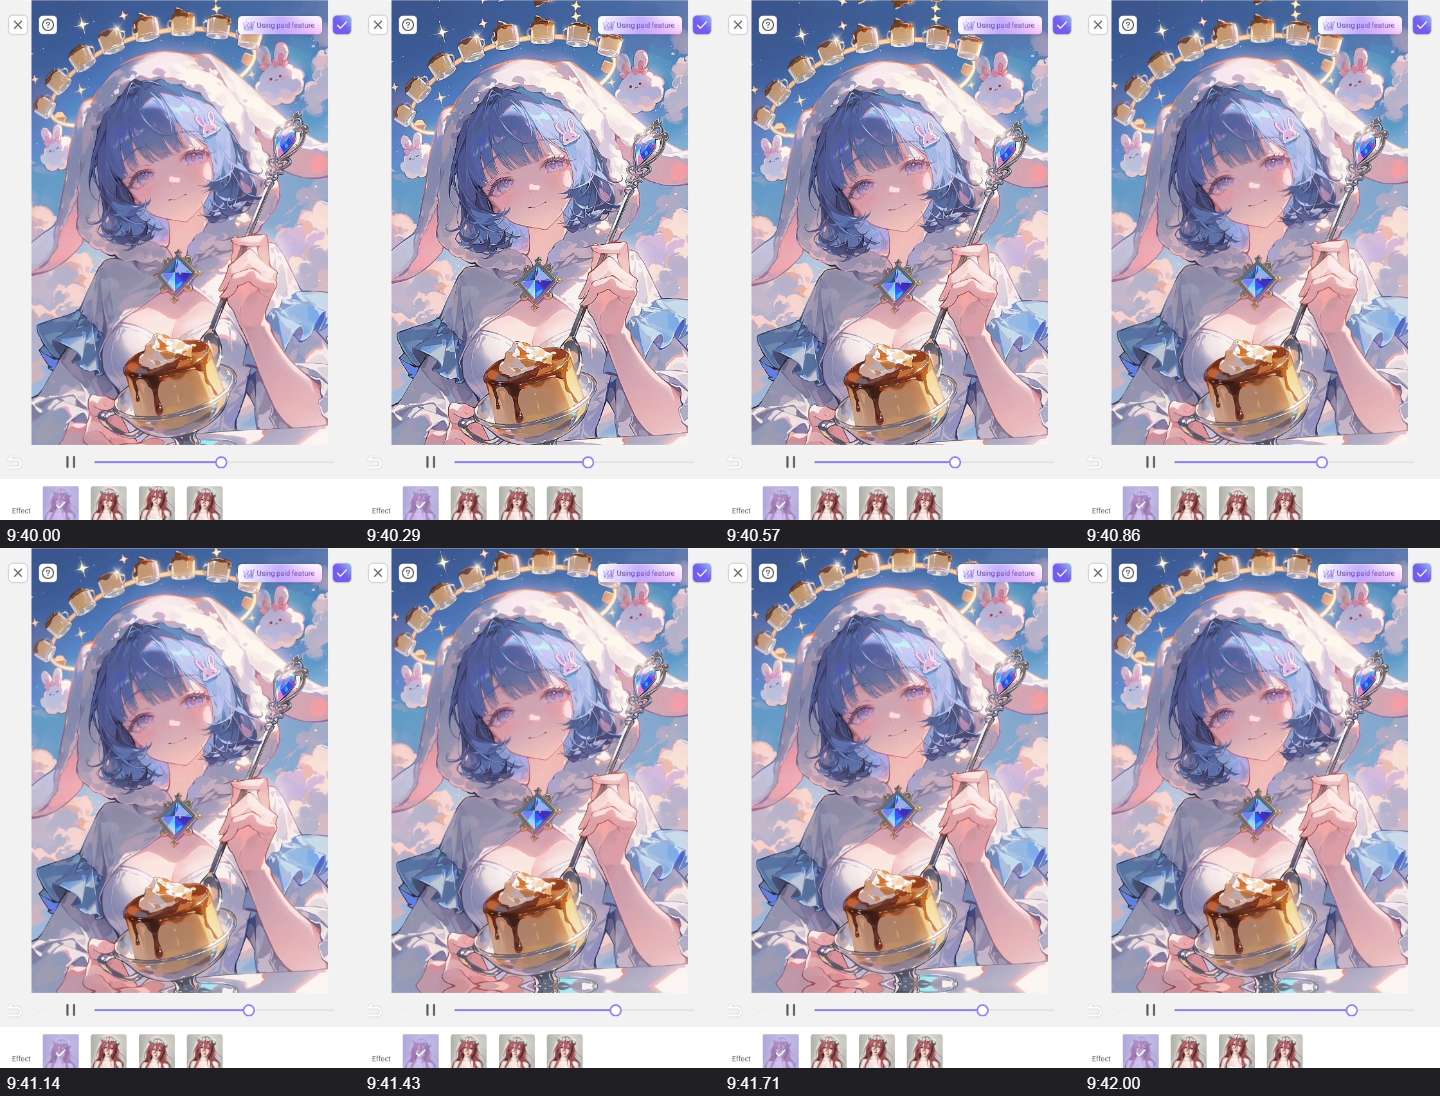 Using paid feature
Using paid feature
Using paid feature
Using paid feature
Effect
Effect
Effect
Effect
9:40.00
9:40.29
9:40.57
9:40.86
Using paid feature
Using paid feature
Using paid feature
Using paid feature
Effect
Effect
Effect
Effect
9:41.14
9:41.43
9:41.71
9:42.00